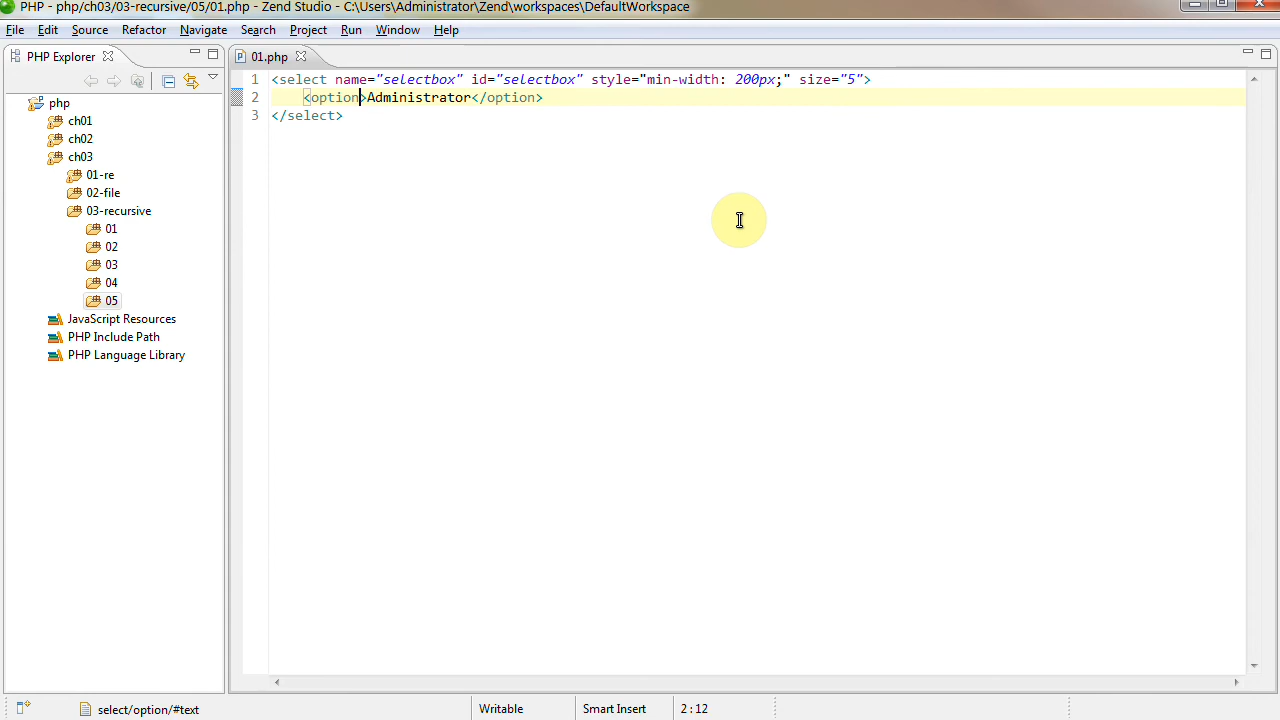 PHP - php/ch03/03-recursive/05/01.php - Zend Studio - C:\Users\Administrator\Zend\workspaces\DefaultWorkspace
File Edit Source Refactor Navigate Search Project Run Window Help
PHP Explorer
01.php
php
ch01
ch02
ch03
01-re
02-file
03-recursive
01
02
03
04
05
JavaScript Resources
PHP Include Path
PHP Language Library
1 <select name="selectbox" id="selectbox" style="min-width: 200px;" size="5">
2 <option>Administrator</option>
3 </select>
select/option/#text
Writable
Smart Insert
2 : 12